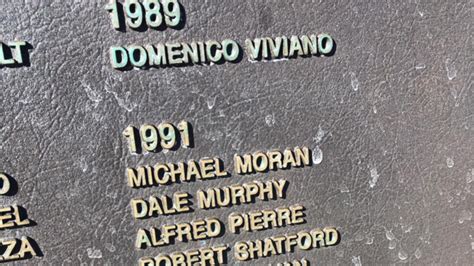 1989
DOMENICO VIVIANO
1991
MICHAEL MORAN
DALE MURPHY
ALFRED PIERRE
ROBERT SHATFORD